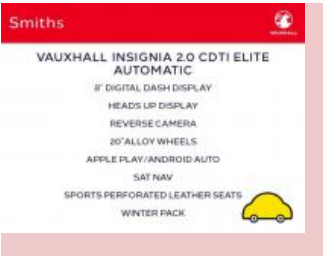 Smiths
VAUXHALL
VAUXHALL INSIGNIA 2.0 CDTI ELITE
AUTOMATIC
8" DIGITAL DASH DISPLAY
HEADS UP DISPLAY
REVERSE CAMERA
20"ALLOY WHEELS
APPLE PLAY/ANDROID AUTO
SAT NAV
SPORTS PERFORATED LEATHER SEATS
WINTER PACK